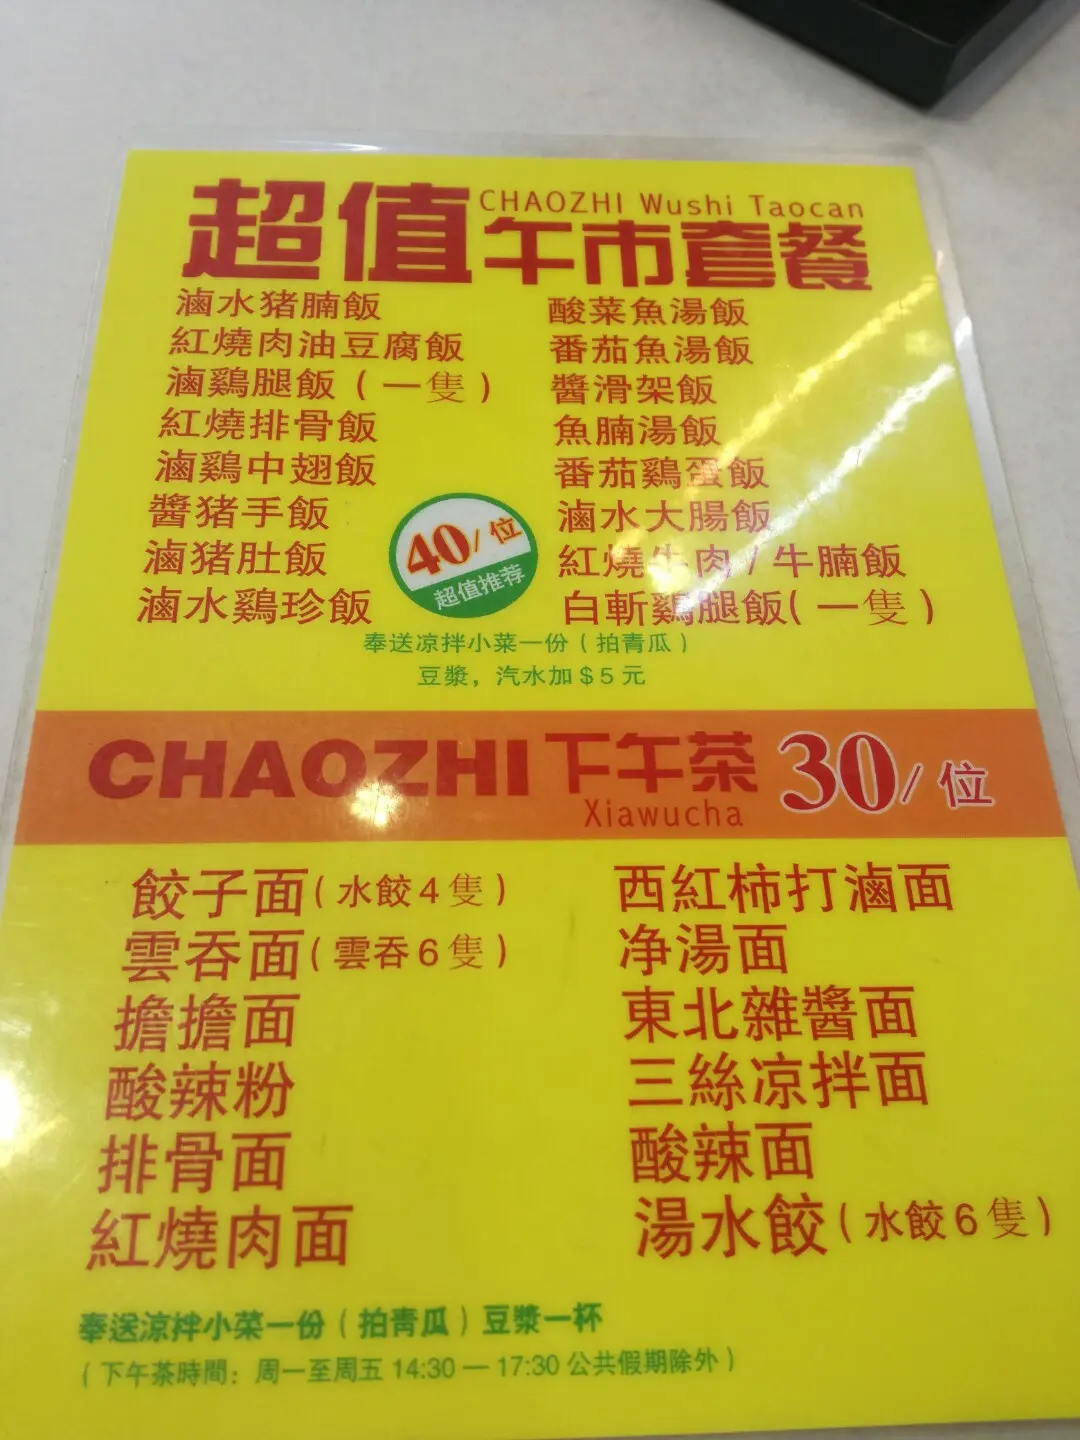 超值
CHAOZHI Wushi Taocan
午市套餐
滷水猪腩飯
紅燒肉油豆腐飯
滷鷄腿飯（一隻）
紅燒排骨飯
滷鷄中翅飯
醬猪手飯
滷猪肚飯
滷水鷄珍飯
酸菜魚湯飯
番茄魚湯飯
醬滑架飯
魚腩湯飯
番茄鷄蛋飯
滷水大腸飯
紅燒牛肉/牛腩飯
白斬鷄腿飯(一隻)
40/位
超值推荐
奉送凉拌小菜一份（拍青瓜）
豆漿，汽水加$5元
CHAOZHI下午茶 30/位
Xiawucha
餃子面（水餃4隻）
雲吞面（雲吞6隻）
擔擔面
酸辣粉
排骨面
紅燒肉面
西紅柿打滷面
净湯面
東北雜醬面
三絲凉拌面
酸辣面
湯水餃（水餃6隻）
奉送凉拌小菜一份（拍青瓜）豆漿一杯
（下午茶時間：周一至周五 14:30 — 17:30 公共假期除外）